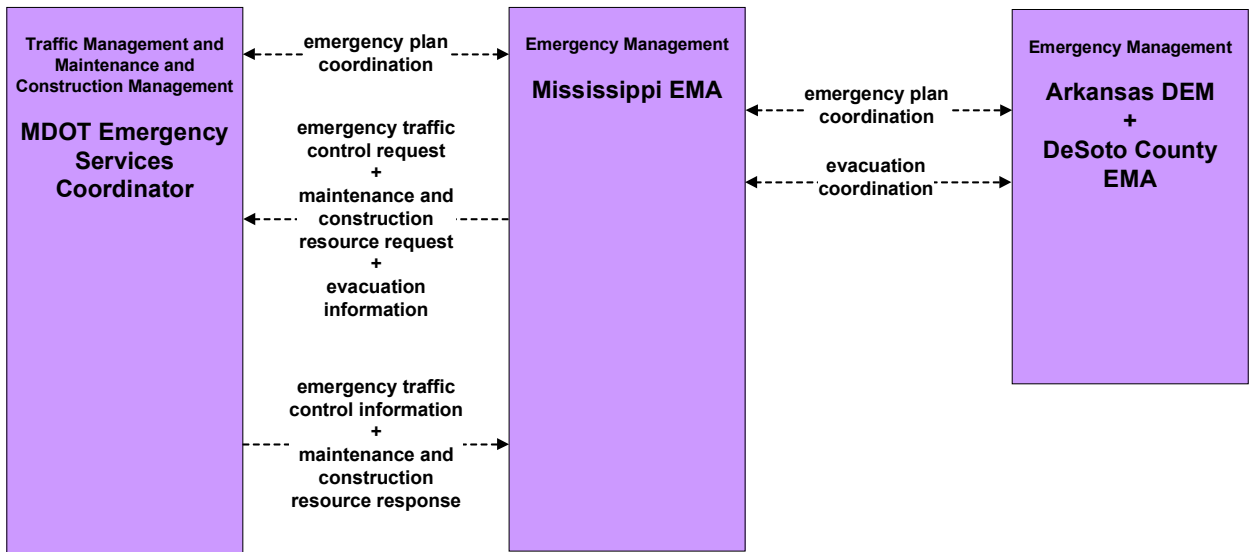 Traffic Management and
Maintenance and
Construction Management
MDOT Emergency
Services
Coordinator
emergency plan
coordination
emergency traffic
control request
+
maintenance and
construction
resource request
+
evacuation
information
emergency traffic
control information
+
maintenance and
construction
resource response
Emergency Management
Mississippi EMA
emergency plan
coordination
evacuation
coordination
Emergency Management
Arkansas DEM
+
DeSoto County
EMA